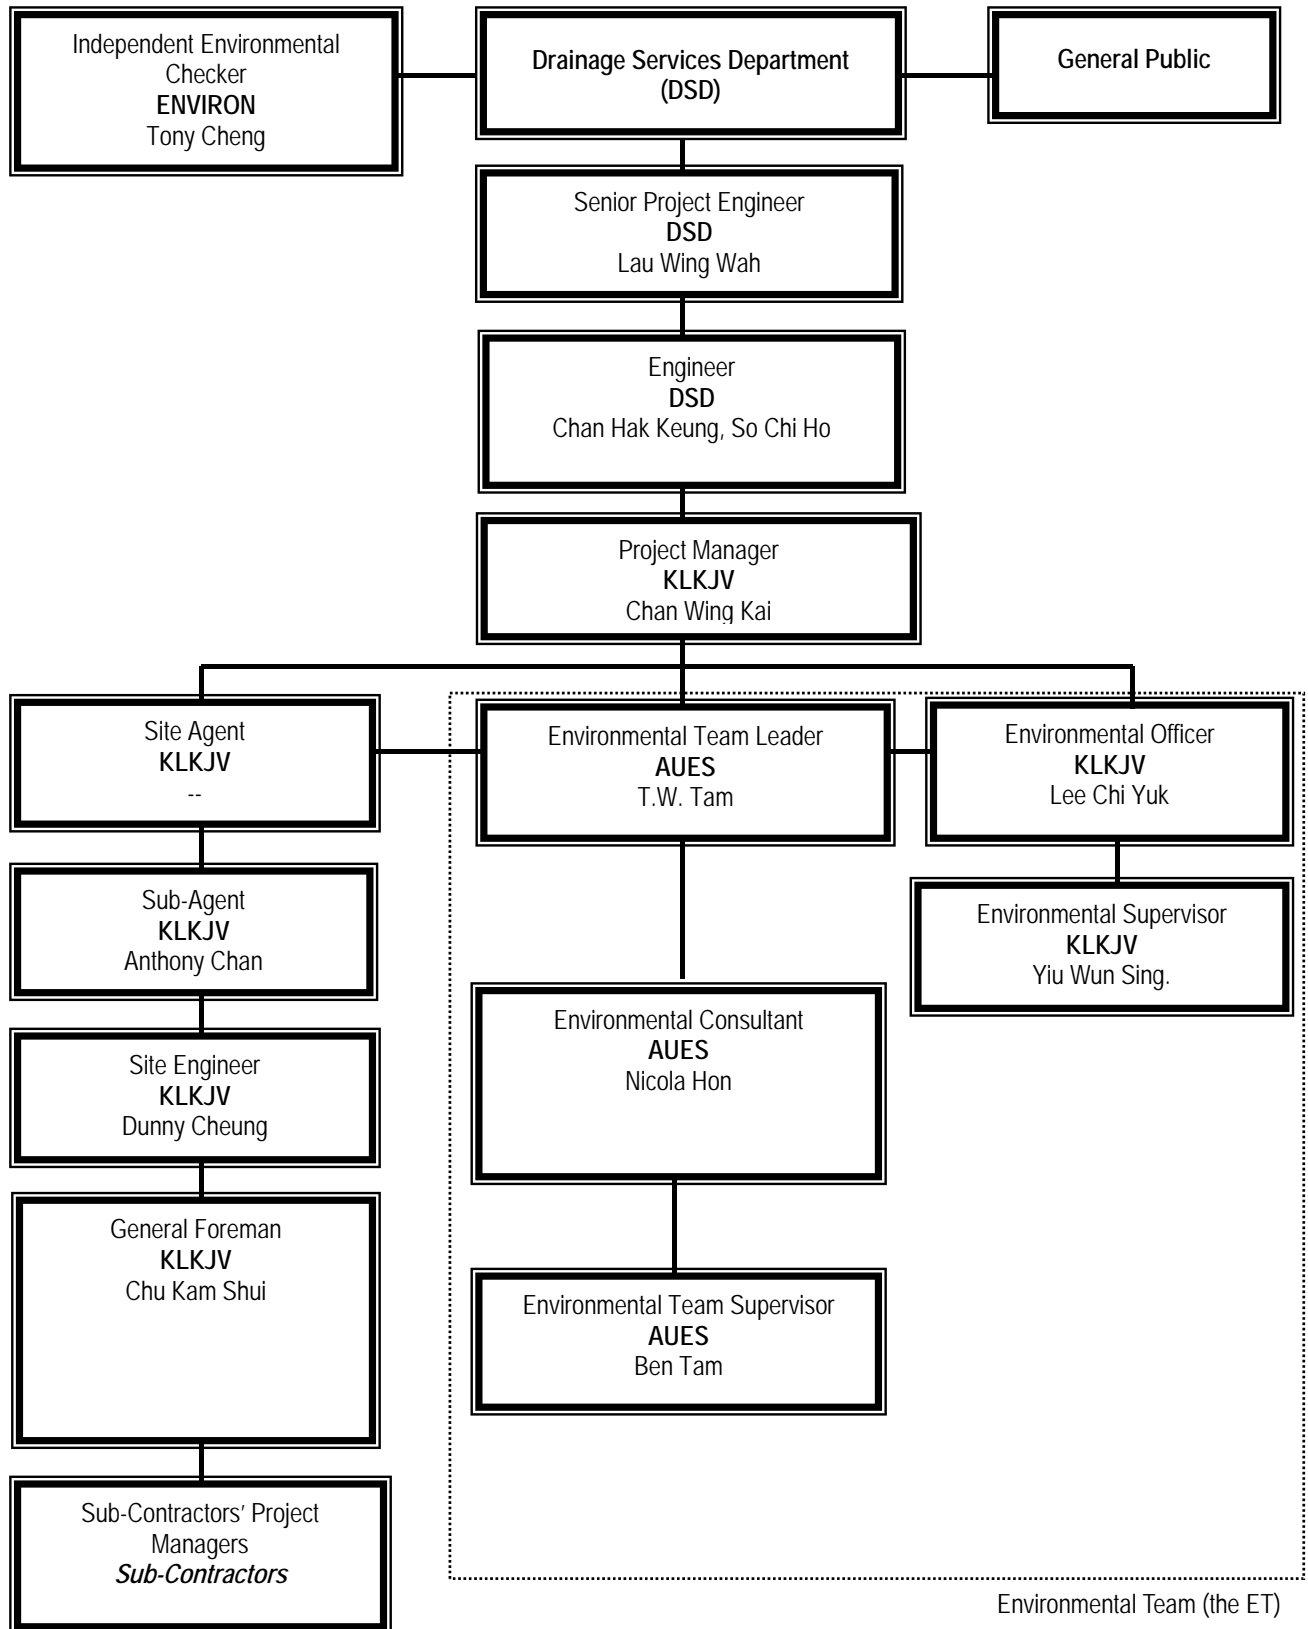 Independent Environmental
Checker
ENVIRON
Tony Cheng
Drainage Services Department
(DSD)
General Public
Senior Project Engineer
DSD
Lau Wing Wah
Engineer
DSD
Chan Hak Keung, So Chi Ho
Project Manager
KLKJV
Chan Wing Kai
Site Agent
KLKJV
--
Environmental Team Leader
AUES
T.W. Tam
Environmental Officer
KLKJV
Lee Chi Yuk
Sub-Agent
KLKJV
Anthony Chan
Environmental Supervisor
KLKJV
Yiu Wun Sing.
Site Engineer
KLKJV
Dunny Cheung
Environmental Consultant
AUES
Nicola Hon
General Foreman
KLKJV
Chu Kam Shui
Environmental Team Supervisor
AUES
Ben Tam
Sub-Contractors’ Project
Managers
Sub-Contractors
Environmental Team (the ET)